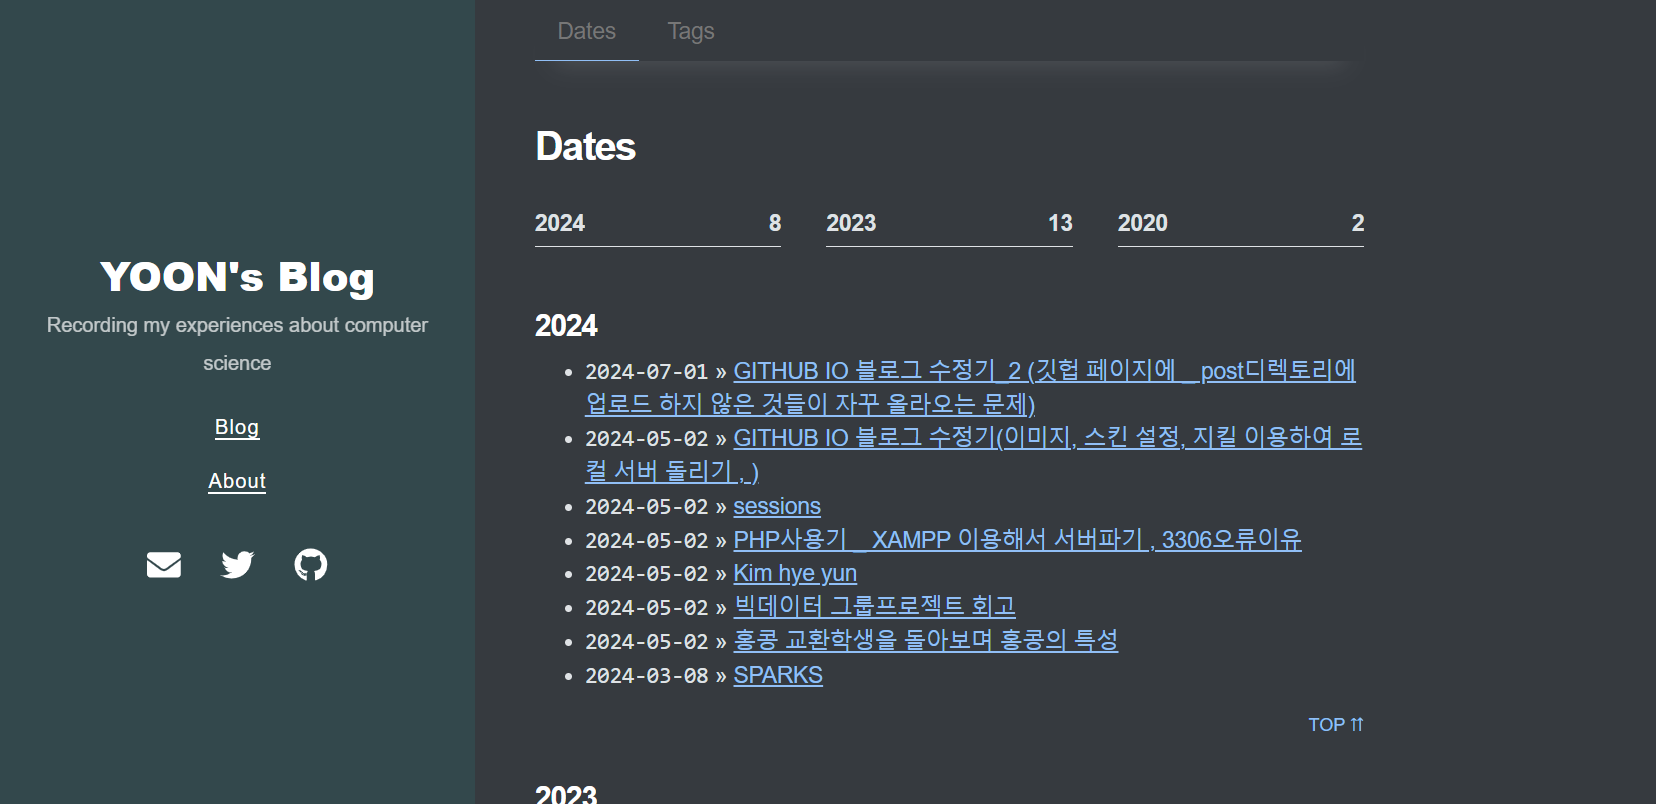 Dates Tags
YOON's Blog
Recording my experiences about computer
science
Blog
About
Dates
2024 8 2023 13 2020 2
2024
• 2024-07-01 » GITHUB IO 블로그 수정기_2 (깃헙 페이지에 _ post디렉토리에
업로드 하지 않은 것들이 자꾸 올라오는 문제)
• 2024-05-02 » GITHUB IO 블로그 수정기(이미지, 스킨 설정, 지킬 이용하여 로
컬 서버 돌리기 , )
• 2024-05-02 » sessions
• 2024-05-02 » PHP사용기 _ XAMPP 이용해서 서버파기 , 3306오류이유
• 2024-05-02 » Kim hye yun
• 2024-05-02 » 빅데이터 그룹프로젝트 회고
• 2024-05-02 » 홍콩 교환학생을 돌아보며 홍콩의 특성
• 2024-03-08 » SPARKS
TOP ⇈
2023